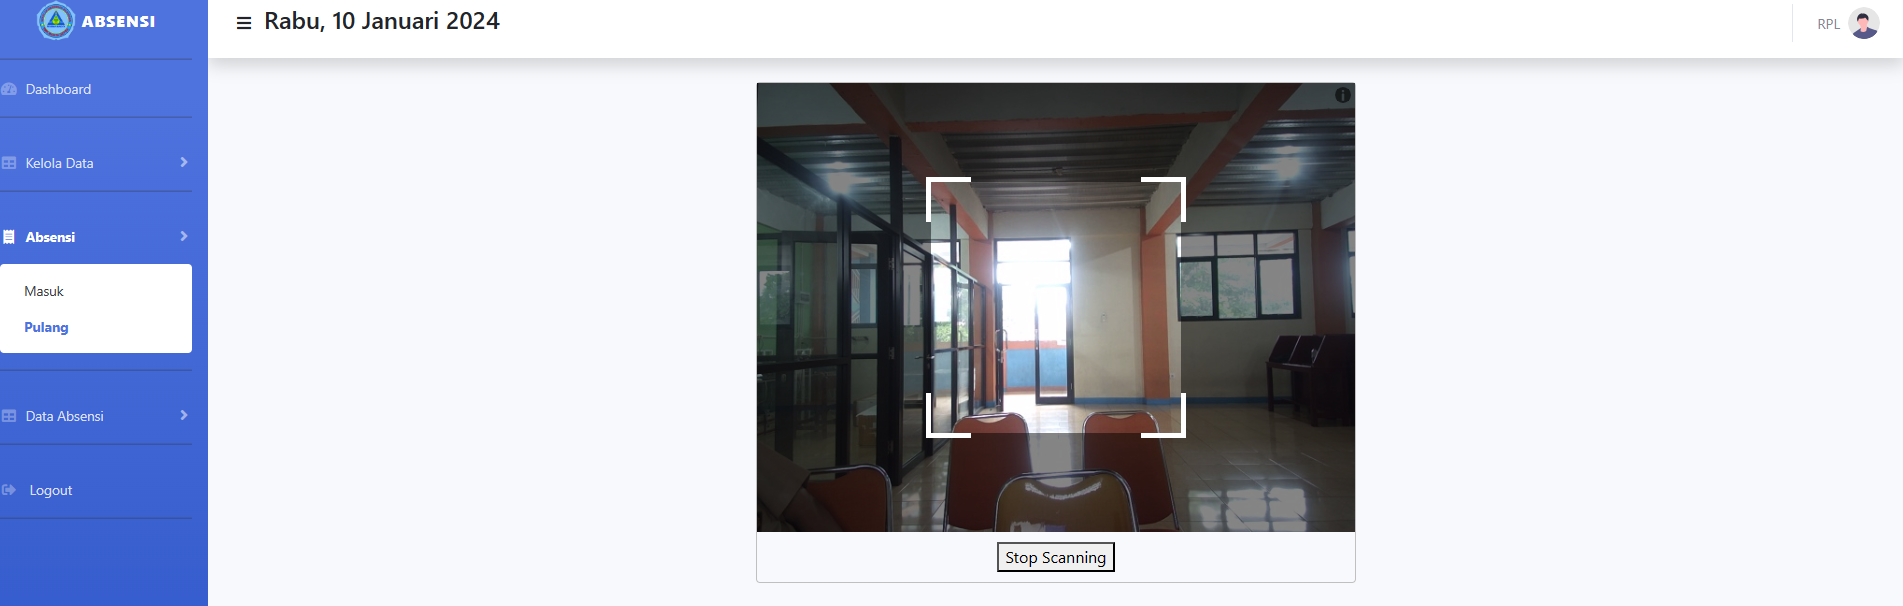 ABSENSI
Rabu, 10 Januari 2024
RPL
Dashboard
Kelola Data
Absensi
Masuk
Pulang
Data Absensi
Logout
Stop Scanning